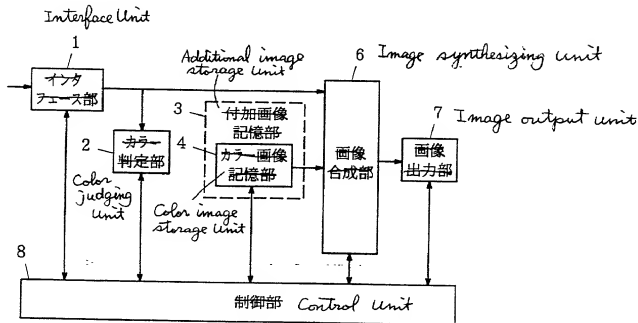 Interface Unit
1
インタ
フェース部
2
カラー
判定部
Color
judging
Unit
Additional image
storage unit
3
付加画像
記憶部
4
カラー画像
記憶部
Color image
storage Unit
6
Image synthesizing unit
画像
合成部
7
Image output unit
画像
出力部
8
制御部 Control Unit